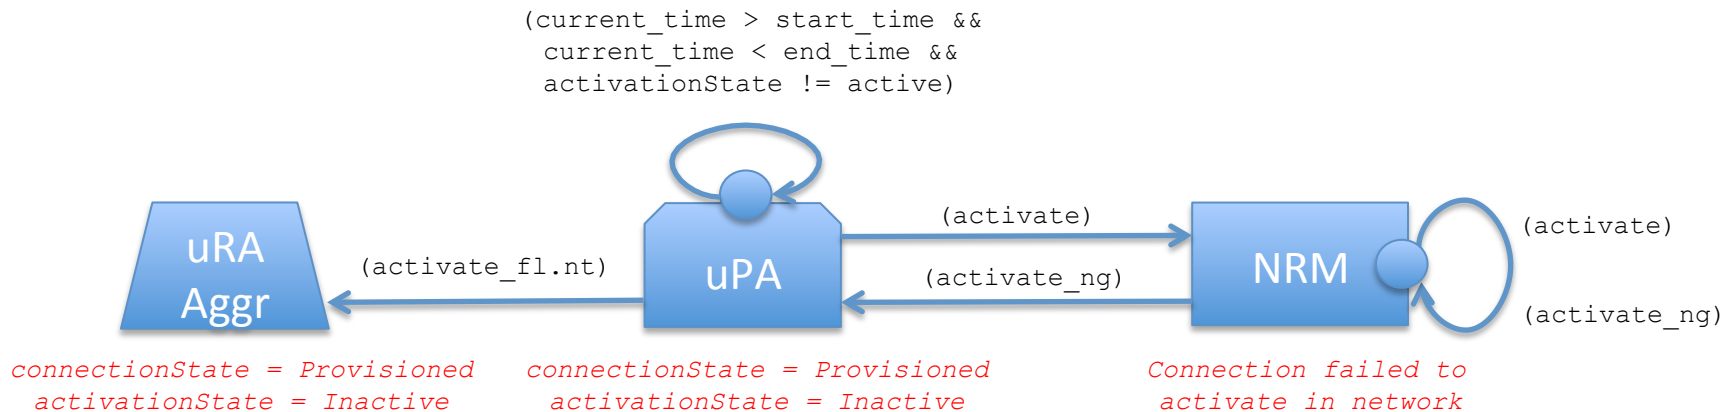 (current_time > start_time &&
current_time < end_time &&
activationState != active)
uRA
Aggr
(activate_fl.nt)
uPA
(activate)
(activate_ng)
NRM
(activate)
(activate_ng)
connectionState = Provisioned
activationState = Inactive
connectionState = Provisioned
activationState = Inactive
Connection failed to
activate in network